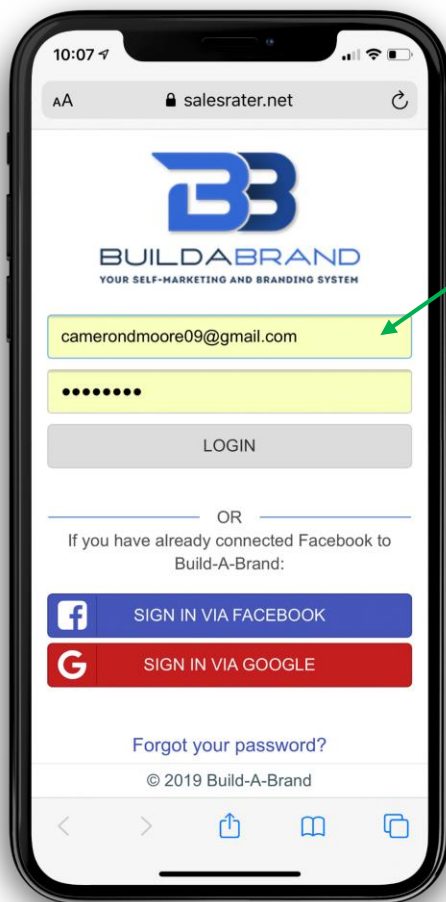 10:07
AA salesrater.net
BB
BUILDABRAND
YOUR SELF-MARKETING AND BRANDING SYSTEM
camerondmoore09@gmail.com
••••••••
LOGIN
OR
If you have already connected Facebook to
Build-A-Brand:
f SIGN IN VIA FACEBOOK
G SIGN IN VIA GOOGLE
Forgot your password?
© 2019 Build-A-Brand